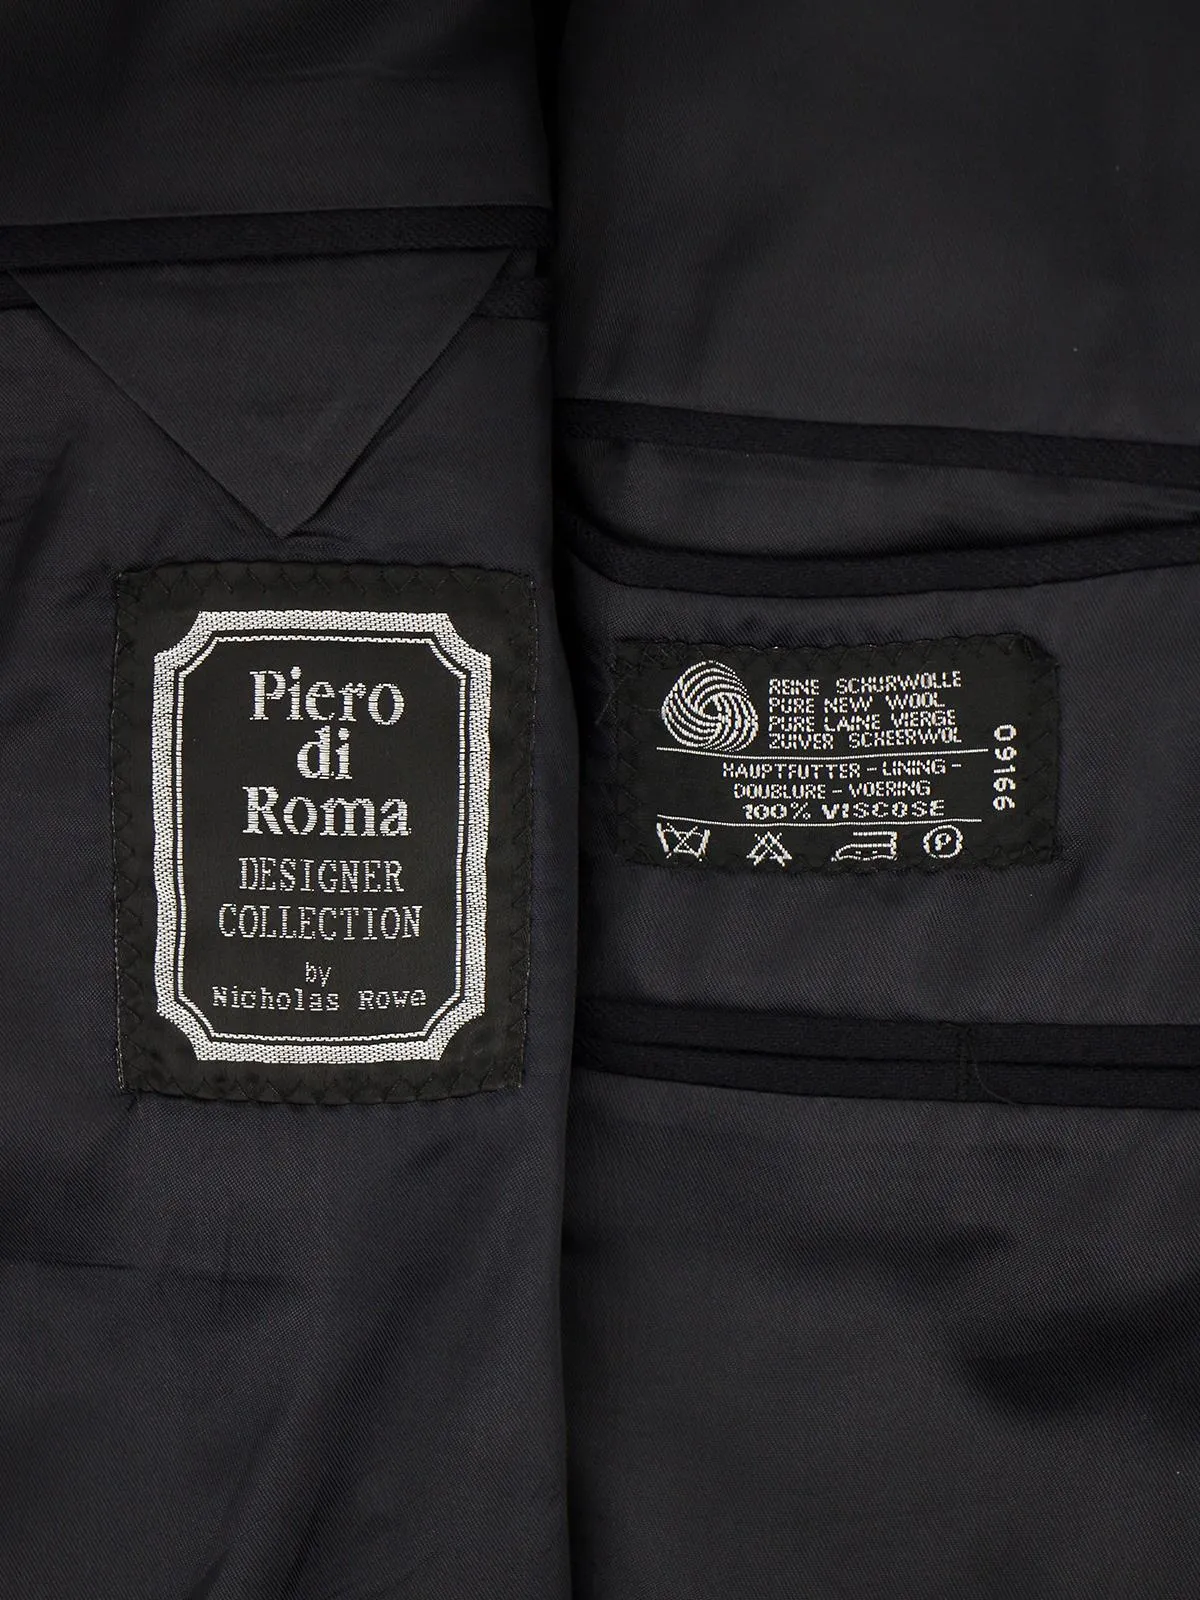 Piero
di
Roma
DESIGNER
COLLECTION
by
Nicholas Rowe
REINE SCHURWOLLE
PURE NEW WOOL
PURE LAINE VIERGE
ZUIVER SCHEERWOL
HAUPTFUTTER - LINING -
DOUBLURE - VOERING
100% VISCOSE
P
09166